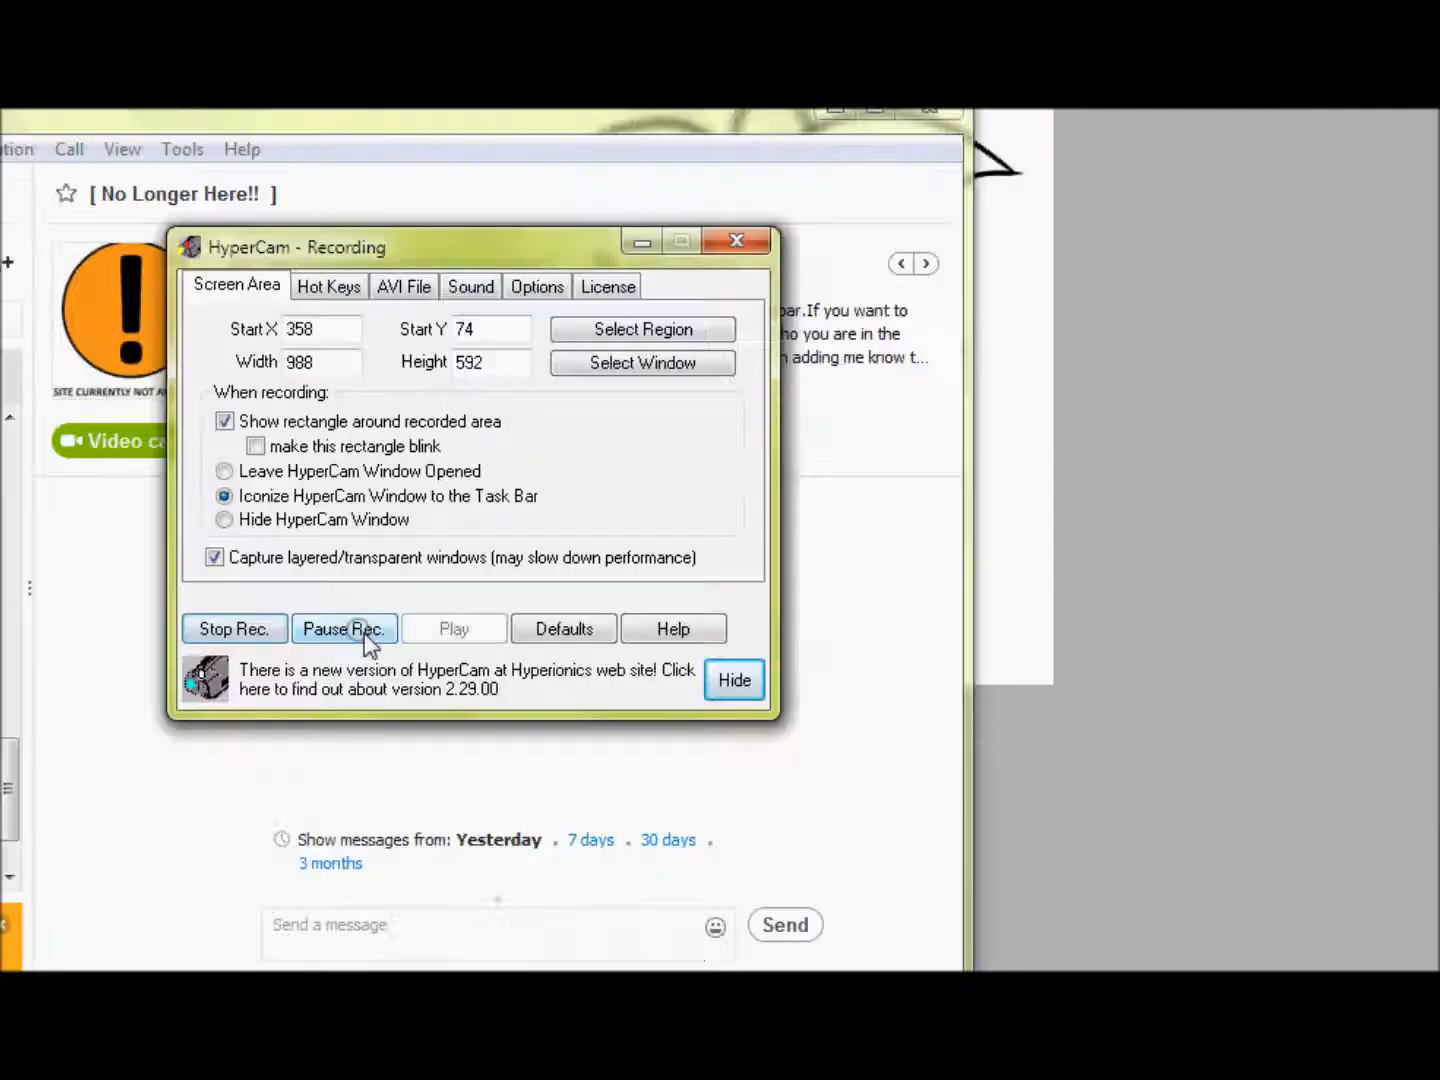 Call View Tools Help
[ No Longer Here!! ]
HyperCam - Recording
Screen Area Hot Keys AVI File Sound Options License
Start X 358 Start Y 74 Select Region
Width 988 Height 592 Select Window
When recording:
Show rectangle around recorded area
make this rectangle blink
Leave HyperCam Window Opened
Iconize HyperCam Window to the Task Bar
Hide HyperCam Window
Capture layered/transparent windows (may slow down performance)
Stop Rec. Pause Rec. Play Defaults Help
There is a new version of HyperCam at Hyperionics web site! Click
here to find out about version 2.29.00
Hide
bar.If you want to
you are in the
adding me know t...
SITE CURRENTLY NOT
Video
Show messages from: Yesterday . 7 days . 30 days .
3 months
Send a message
Send